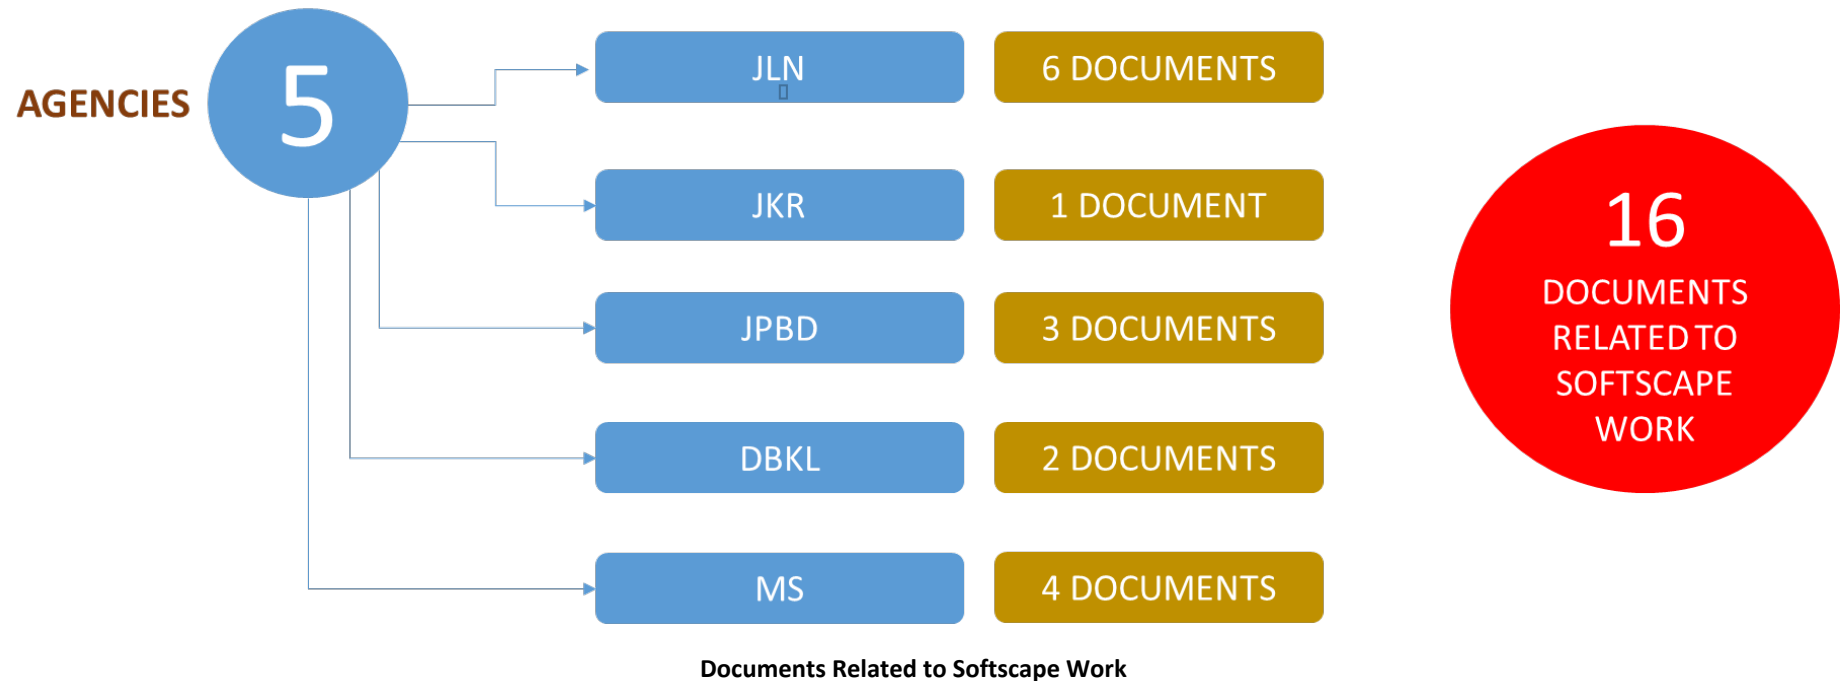 AGENCIES
5
JLN
6 DOCUMENTS
JKR
1 DOCUMENT
JPBD
3 DOCUMENTS
DBKL
2 DOCUMENTS
MS
4 DOCUMENTS
16
DOCUMENTS
RELATED TO
SOFTSCAPE
WORK
Documents Related to Softscape Work